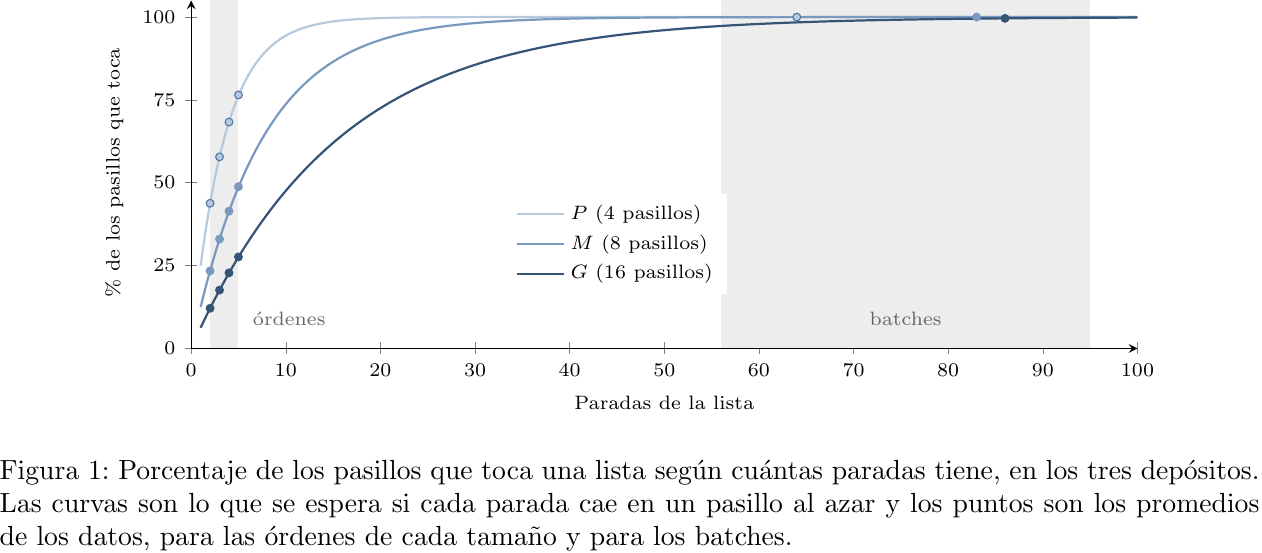 100
75
50
25
0
% de los pasillos que toca
P (4 pasillos)
M (8 pasillos)
G (16 pasillos)
órdenes
batches
0 10 20 30 40 50 60 70 80 90 100
Paradas de la lista
Figura 1: Porcentaje de los pasillos que toca una lista según cuántas paradas tiene, en los tres depósitos.
Las curvas son lo que se espera si cada parada cae en un pasillo al azar y los puntos son los promedios
de los datos, para las órdenes de cada tamaño y para los batches.